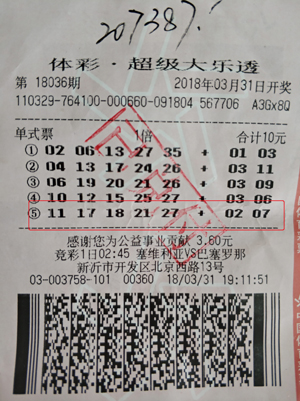 207387.
体彩·超级大乐透
第 18036期 2018年03月31日开奖
110329-764100-000660-091804 567706 A3Gx8Q
单式票 1倍 合计10元
① 02 06 13 27 35 + 01 03
② 04 13 17 24 26 + 03 11
③ 06 19 20 21 26 + 03 09
④ 10 12 15 25 27 + 03 06
⑤ 11 17 18 21 27 + 02 07
感谢您为公益事业贡献 3.60元
竞彩1日02:45 塞维利亚VS巴塞罗那
新沂市开发区北京西路13号
03-003758-101 00360 18/03/31 19:11:51